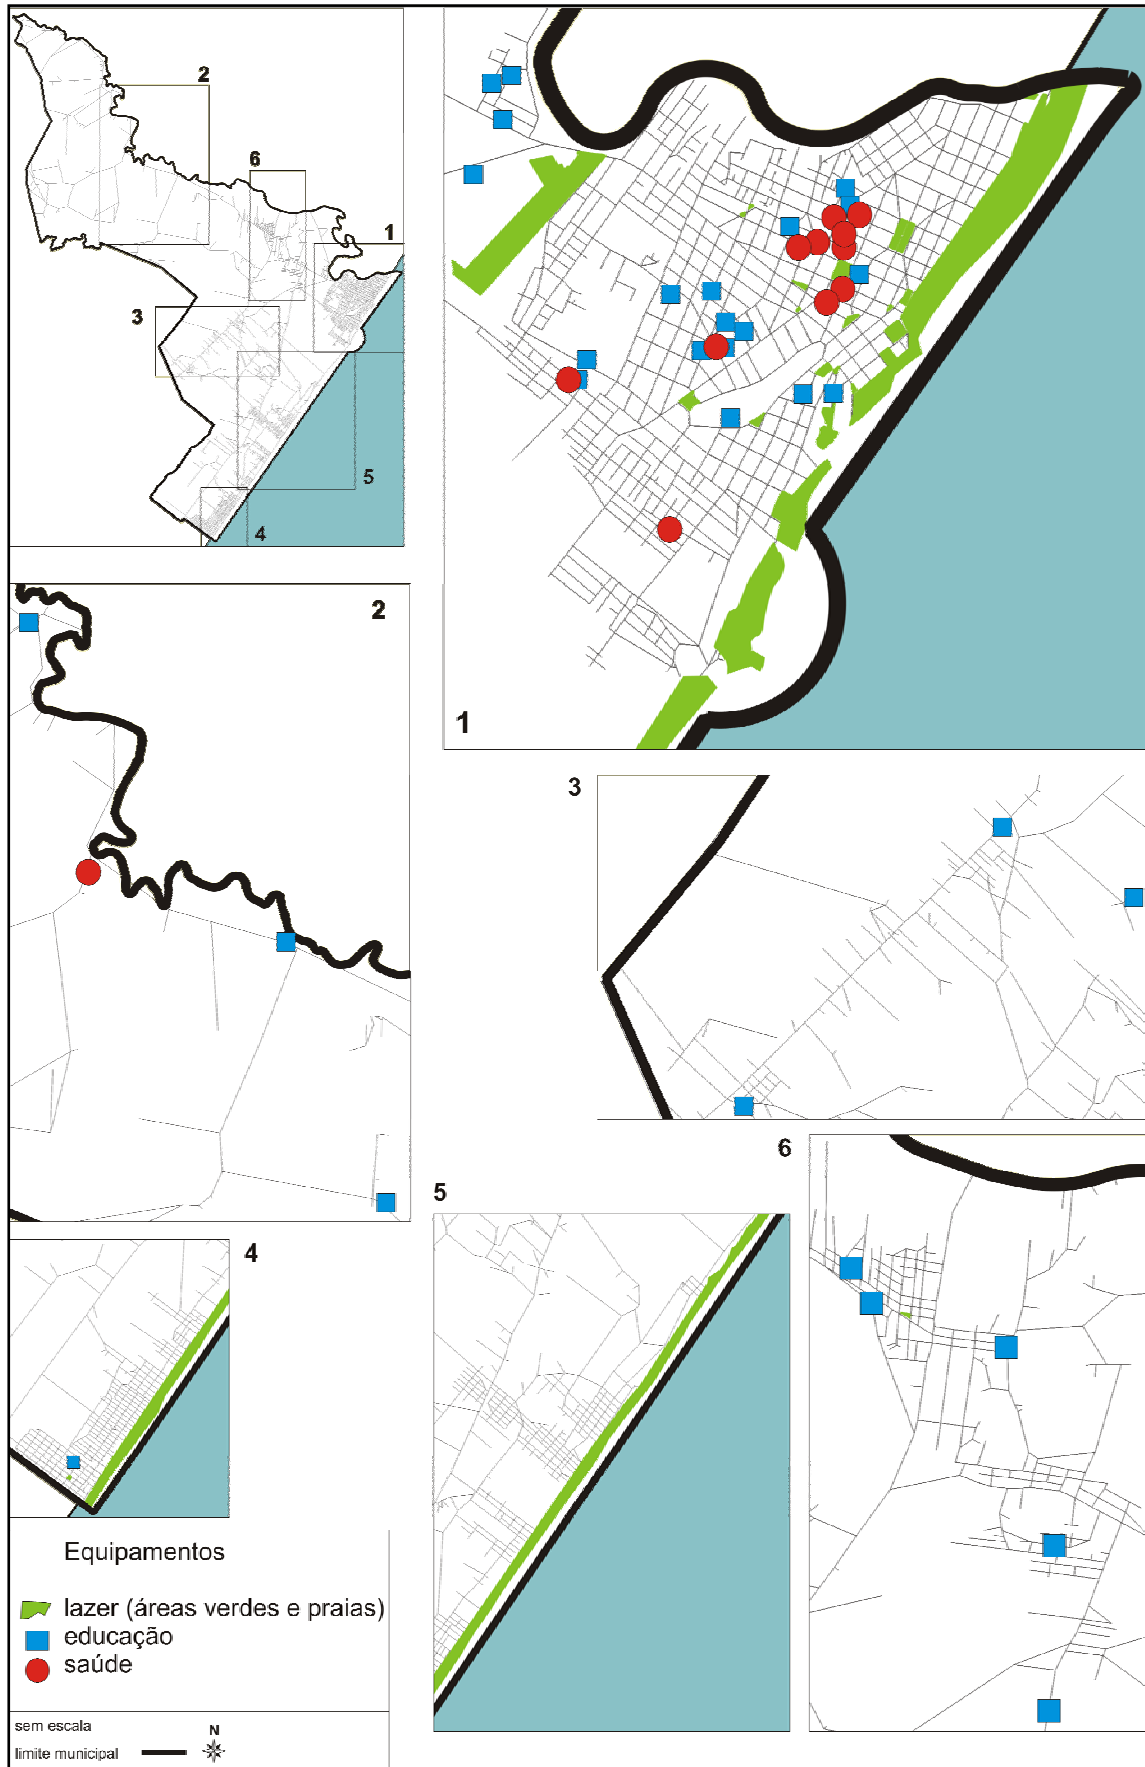 2
6
1
3
5
4
1
2
3
6
5
4
Equipamentos
lazer (áreas verdes e praias)
educação
saúde
sem escala
N
limite municipal